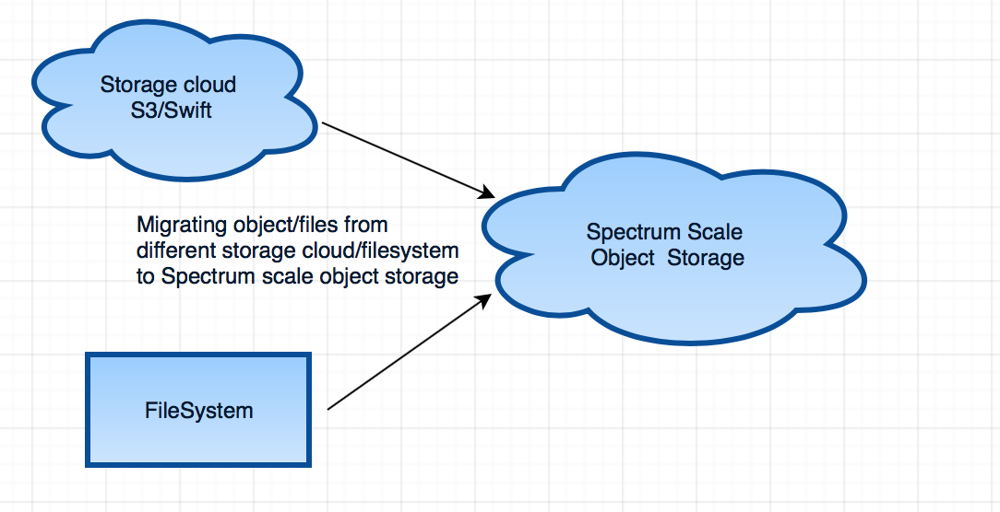 Storage cloud
S3/Swift
Migrating object/files from
different storage cloud/filesystem
to Spectrum scale object storage
Spectrum Scale
Object  Storage
FileSystem